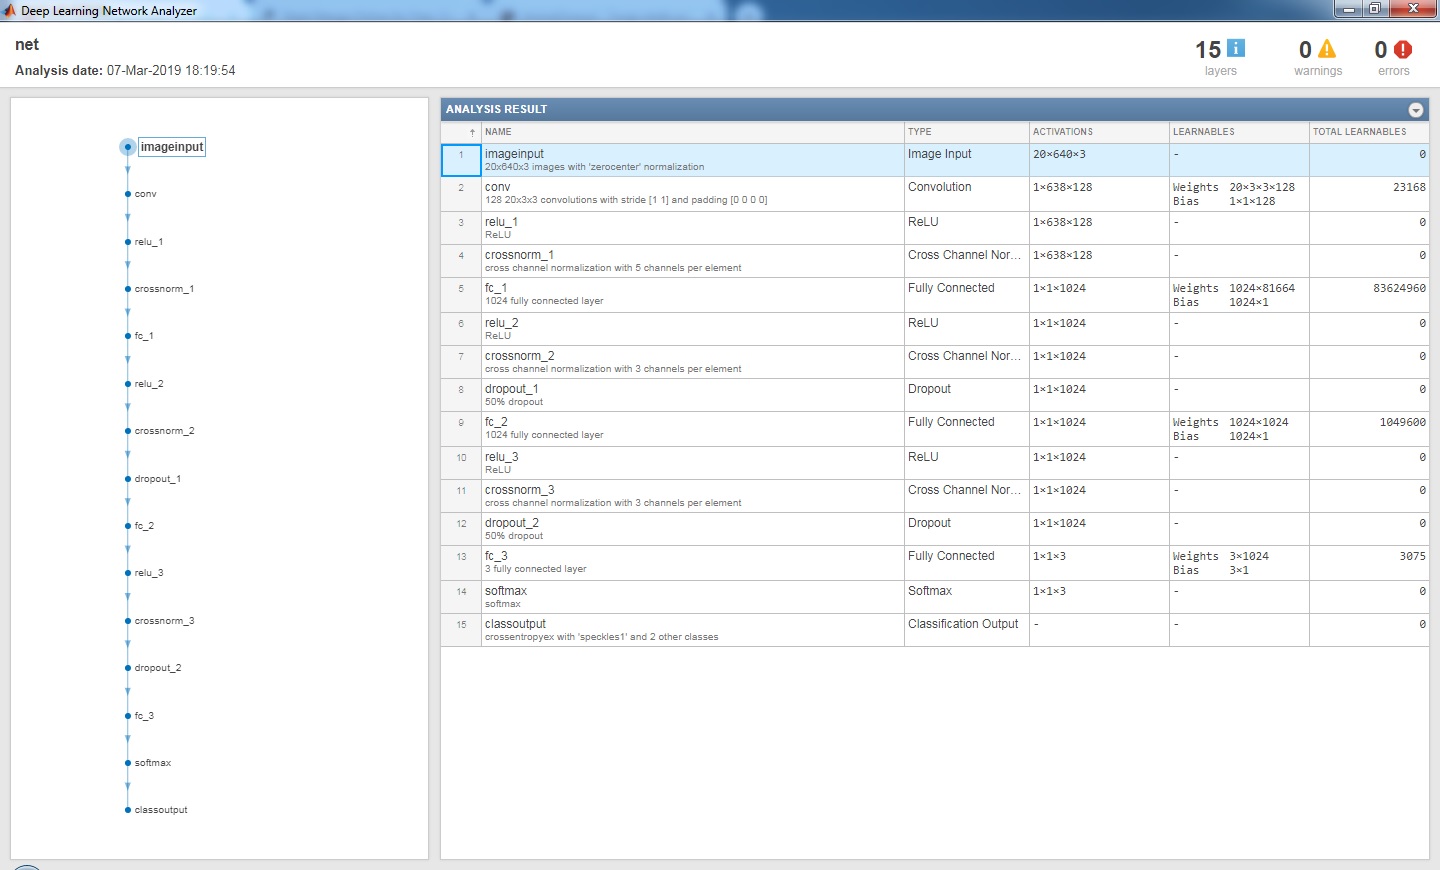 Deep Learning Network Analyzer
net
Analysis date: 07-Mar-2019 18:19:54
15 layers
0 warnings
0 errors
imageinput
conv
relu_1
crossnorm_1
fc_1
relu_2
crossnorm_2
dropout_1
fc_2
relu_3
crossnorm_3
dropout_2
fc_3
softmax
classoutput
ANALYSIS RESULT
NAME TYPE ACTIVATIONS LEARNABLES TOTAL LEARNABLES
1 imageinput Image Input 20×640×3 - 0
20x640x3 images with 'zerocenter' normalization
2 conv Convolution 1×638×128 Weights 20×3×3×128 23168
128 20x3x3 convolutions with stride [1 1] and padding [0 0 0 0] Bias 1×1×128
3 relu_1 ReLU 1×638×128 - 0
ReLU
4 crossnorm_1 Cross Channel Nor... 1×638×128 - 0
cross channel normalization with 5 channels per element
5 fc_1 Fully Connected 1×1×1024 Weights 1024×81664 83624960
1024 fully connected layer Bias 1024×1
6 relu_2 ReLU 1×1×1024 - 0
ReLU
7 crossnorm_2 Cross Channel Nor... 1×1×1024 - 0
cross channel normalization with 3 channels per element
8 dropout_1 Dropout 1×1×1024 - 0
50% dropout
9 fc_2 Fully Connected 1×1×1024 Weights 1024×1024 1049600
1024 fully connected layer Bias 1024×1
10 relu_3 ReLU 1×1×1024 - 0
ReLU
11 crossnorm_3 Cross Channel Nor... 1×1×1024 - 0
cross channel normalization with 3 channels per element
12 dropout_2 Dropout 1×1×1024 - 0
50% dropout
13 fc_3 Fully Connected 1×1×3 Weights 3×1024 3075
3 fully connected layer Bias 3×1
14 softmax Softmax 1×1×3 - 0
softmax
15 classoutput Classification Output - - 0
crossentropyex with 'speckles1' and 2 other classes